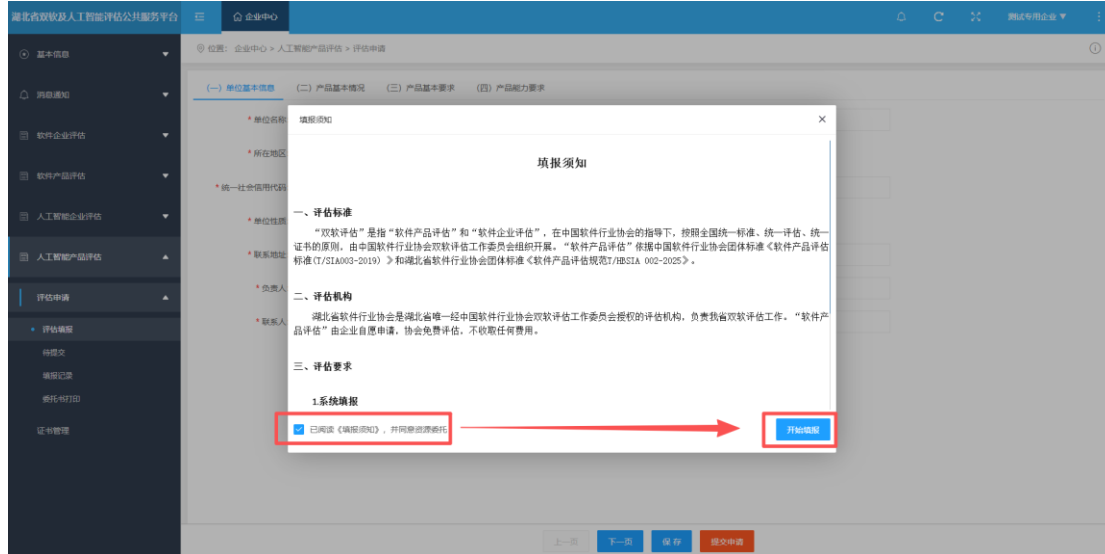 湖北省双软及人工智能评估公共服务平台
企业中心
测试专用企业
基本信息
消息通知
软件企业评估
软件产品评估
人工智能企业评估
人工智能产品评估
评估申请
评估填报
待提交
填报记录
委托书打印
证书管理
位置： 企业中心 > 人工智能产品评估 > 评估申请
(一) 单位基本信息 (二) 产品基本情况 (三) 产品基本要求 (四) 产品能力要求
* 单位名称
* 所在地区
* 统一社会信用代码
* 单位性质
* 联系地址
* 负责人
* 联系人
填报须知
填报须知
一、评估标准
“双软评估”是指“软件产品评估”和“软件企业评估”，在中国软件行业协会的指导下，按照全国统一标准、统一评估、统一
证书的原则，由中国软件行业协会双软评估工作委员会组织开展。“软件产品评估”依据中国软件行业协会团体标准《软件产品评估
标准(T/SIA003-2019) 》和湖北省软件行业协会团体标准《软件产品评估规范T/HBSIA 002-2025》。
二、评估机构
湖北省软件行业协会是湖北省唯一经中国软件行业协会双软评估工作委员会授权的评估机构，负责我省双软评估工作。“软件产
品评估”由企业自愿申请，协会免费评估，不收取任何费用。
三、评估要求
1.系统填报
已阅读《填报须知》，并同意资源委托
开始填报
上一页 下一页 保 存 提交申请